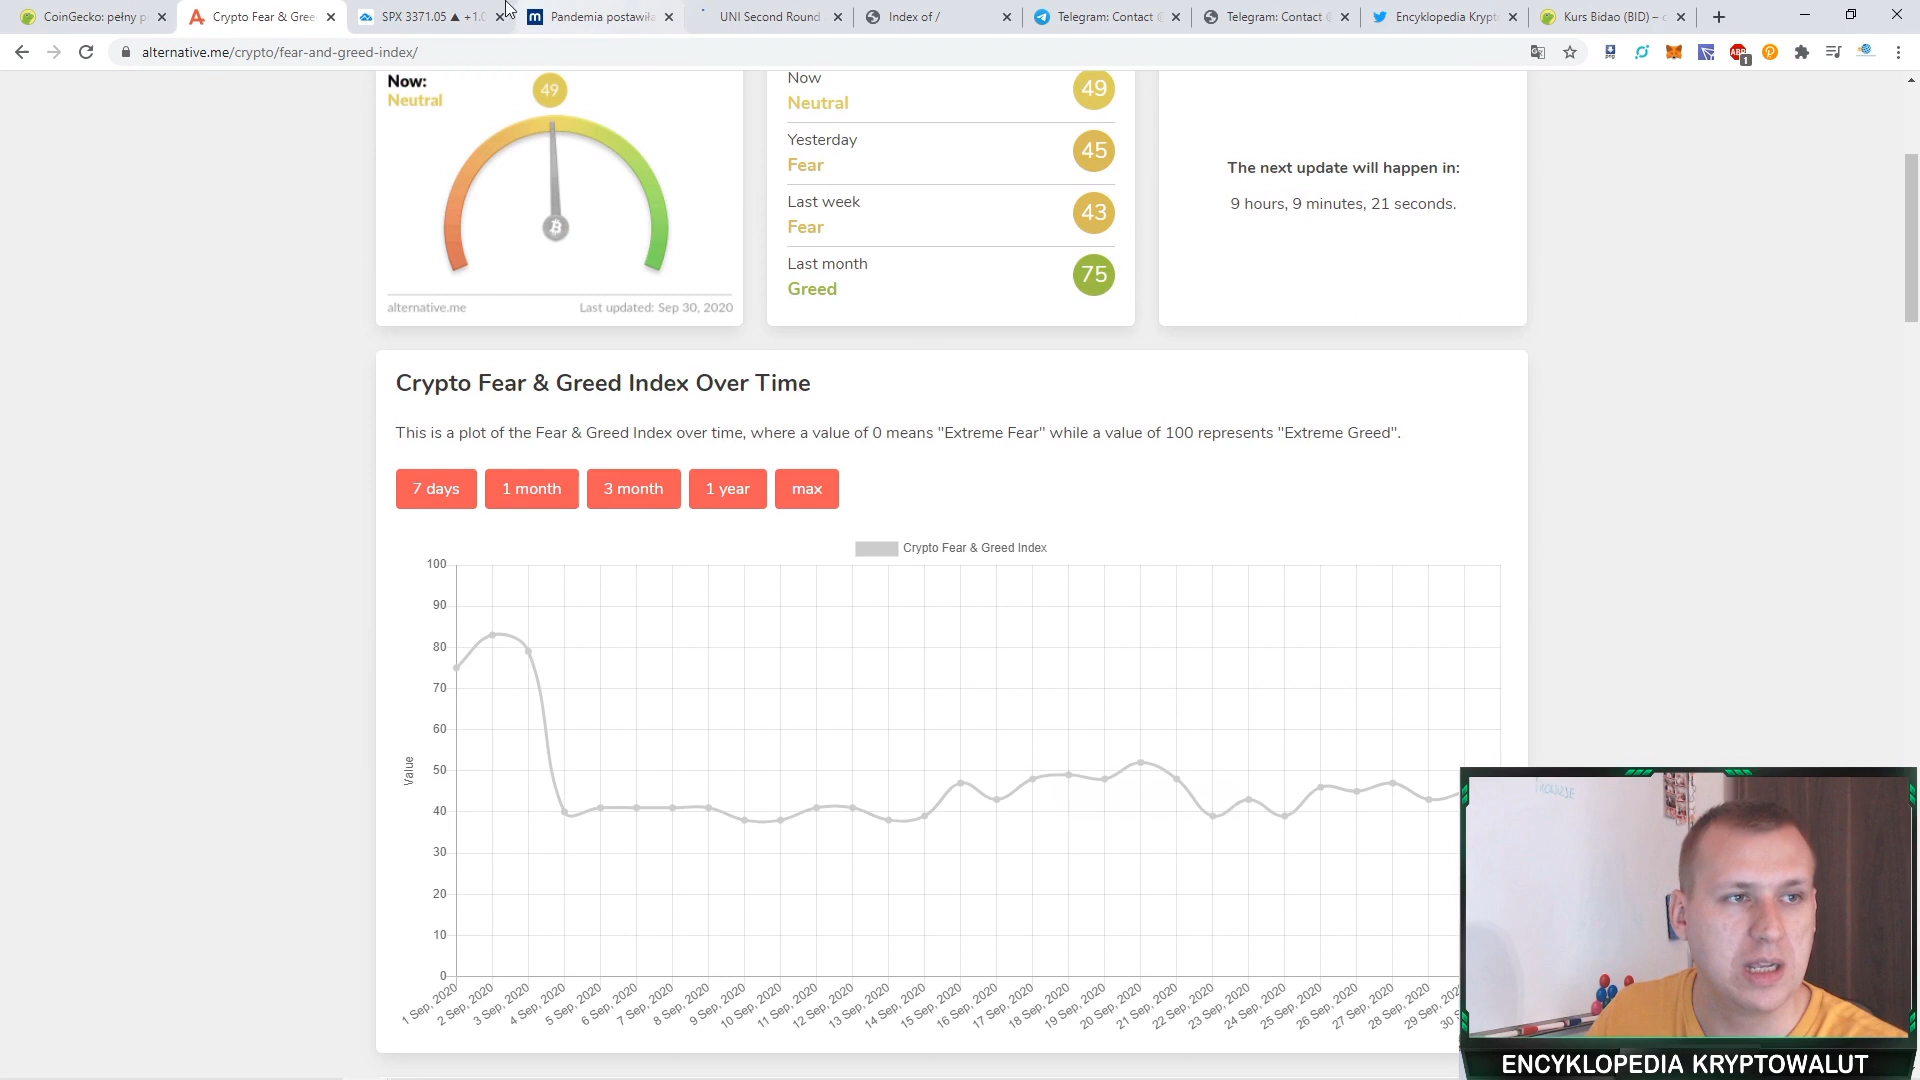 CoinGecko: pełny p
Crypto Fear & Gree
SPX 3371.05 ▲ +1.0
Pandemia postawiła
UNI Second Round
Index of /
Telegram: Contact @
Telegram: Contact @
Encyklopedia Krypt
Kurs Bidao (BID) –
alternative.me/crypto/fear-and-greed-index/
ABP
1
Now:
Neutral
49
alternative.me
Last updated: Sep 30, 2020
Now
Neutral
49
Yesterday
Fear
45
Last week
Fear
43
Last month
Greed
75
The next update will happen in:
9 hours, 9 minutes, 21 seconds.
Crypto Fear & Greed Index Over Time
This is a plot of the Fear & Greed Index over time, where a value of 0 means "Extreme Fear" while a value of 100 represents "Extreme Greed".
7 days
1 month
3 month
1 year
max
Crypto Fear & Greed Index
100
90
80
70
60
50
40
30
20
10
0
Value
1 Sep, 2020
2 Sep, 2020
3 Sep, 2020
4 Sep, 2020
5 Sep, 2020
6 Sep, 2020
7 Sep, 2020
8 Sep, 2020
9 Sep, 2020
10 Sep, 2020
11 Sep, 2020
12 Sep, 2020
13 Sep, 2020
14 Sep, 2020
15 Sep, 2020
16 Sep, 2020
17 Sep, 2020
18 Sep, 2020
19 Sep, 2020
20 Sep, 2020
21 Sep, 2020
22 Sep, 2020
23 Sep, 2020
24 Sep, 2020
25 Sep, 2020
26 Sep, 2020
27 Sep, 2020
28 Sep, 2020
29 Sep, 202
30 S
ENCYKLOPEDIA KRYPTOWALUT